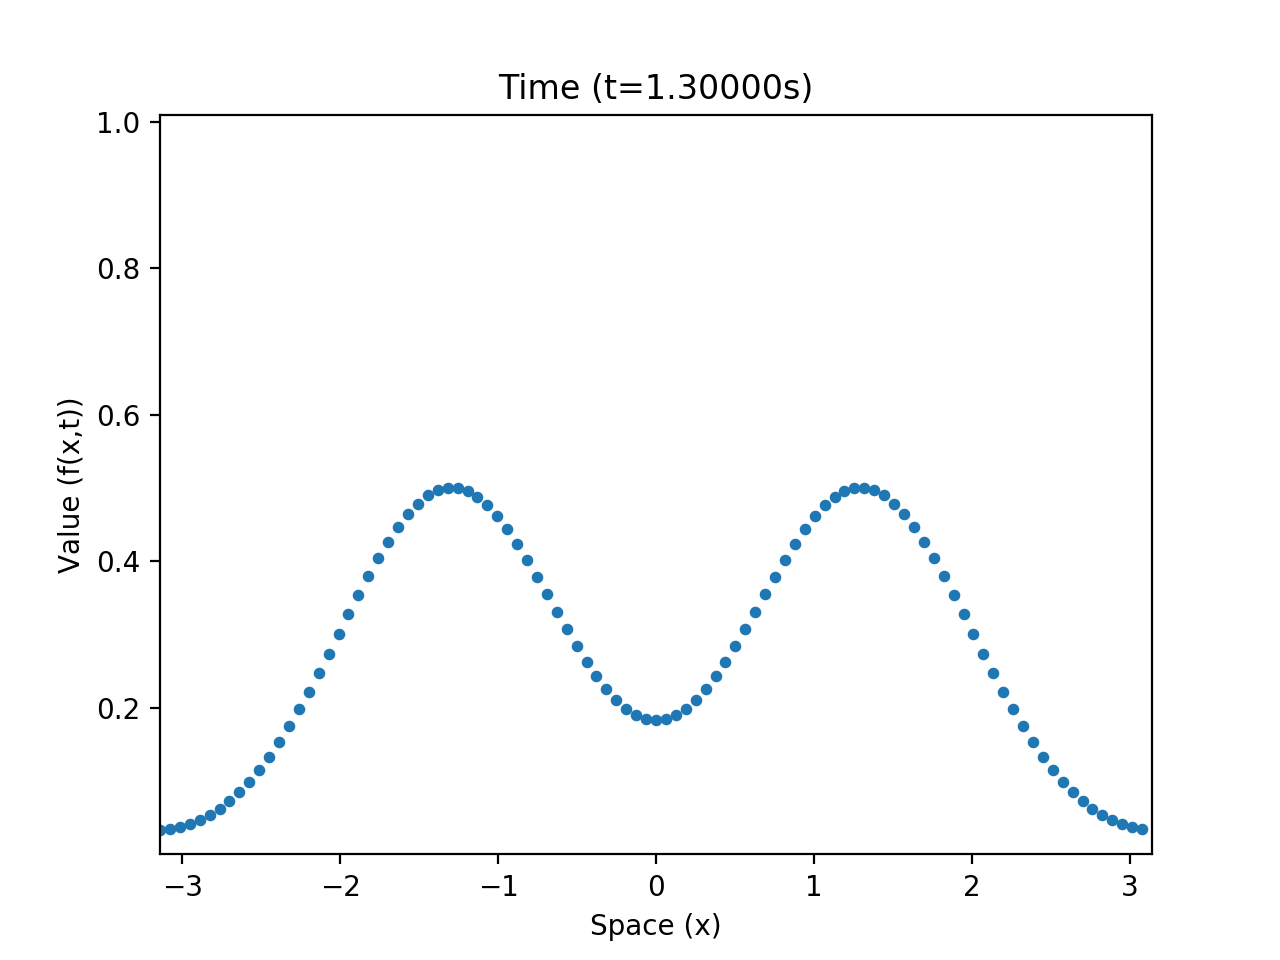 Time (t=1.30000s)
1.0
0.8
0.6
0.4
0.2
Value (f(x,t))
−3 −2 −1 0 1 2 3
Space (x)